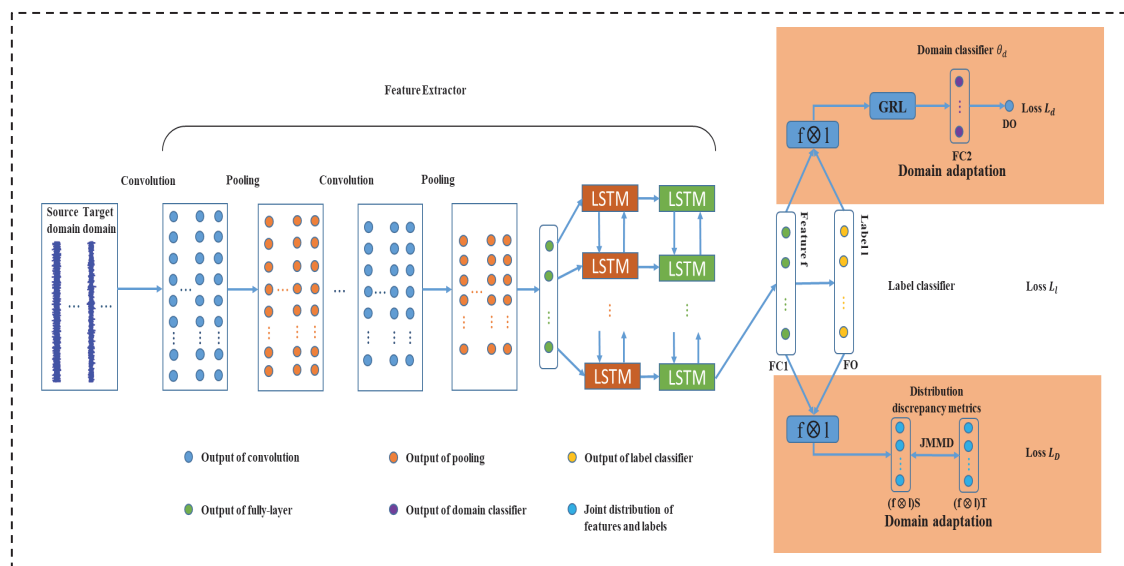 Feature Extractor
Convolution
Pooling
Convolution
Pooling
Source Target
domain domain
...
...
...
...
...
...
...
LSTM
LSTM
LSTM
LSTM
LSTM
LSTM
Domain classifier θd
GRL
f⊗l
DO
Loss Ld
FC2
Domain adaptation
Feature f
Label l
Label classifier
Loss Ll
FC1
FO
Distribution
discrepancy metrics
f⊗l
JMMD
Loss LD
(f⊗l)S
(f⊗l)T
Domain adaptation
Output of convolution
Output of pooling
Output of label classifier
Output of fully-layer
Output of domain classifier
Joint distribution of
features and labels